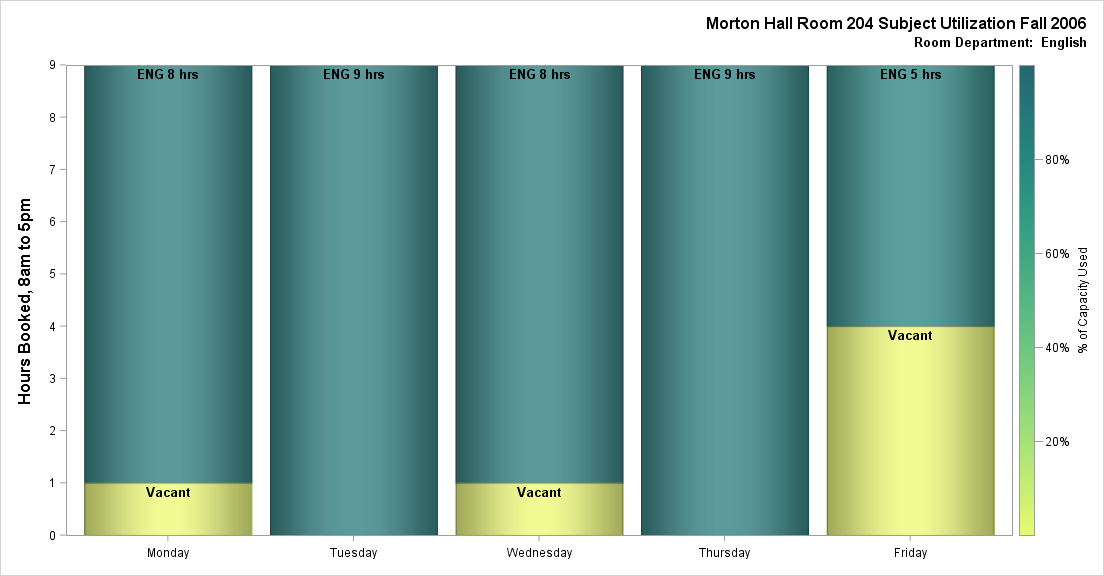 Morton Hall Room 204 Subject Utilization Fall 2006
Room Department: English
Hours Booked, 8am to 5pm
9
8
7
6
5
4
3
2
1
0
ENG 8 hrs
ENG 9 hrs
ENG 8 hrs
ENG 9 hrs
ENG 5 hrs
Vacant
Vacant
Vacant
Monday
Tuesday
Wednesday
Thursday
Friday
80%
60%
40%
20%
% of Capacity Used